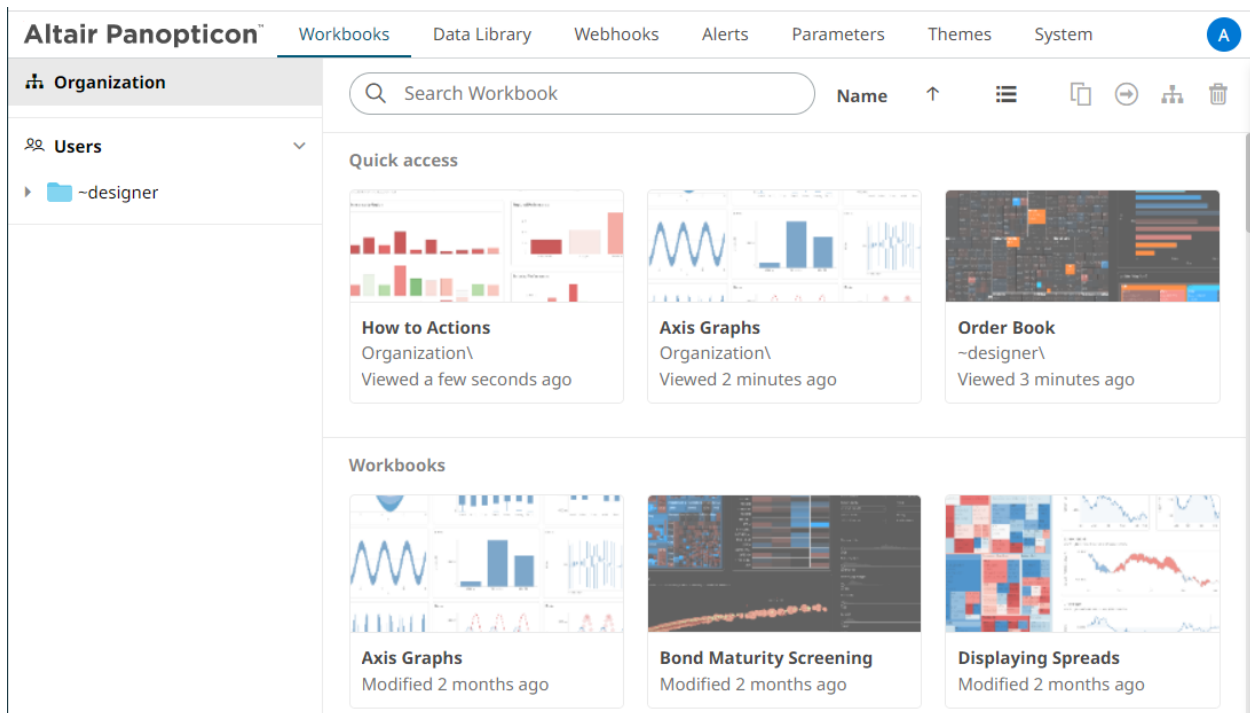 Altair Panopticon™
Workbooks
Data Library
Webhooks
Alerts
Parameters
Themes
System
A
Organization
Users
~designer
Search Workbook
Name
Quick access
How to Actions
Organization\
Viewed a few seconds ago
Axis Graphs
Organization\
Viewed 2 minutes ago
Order Book
~designer\
Viewed 3 minutes ago
Workbooks
Axis Graphs
Modified 2 months ago
Bond Maturity Screening
Modified 2 months ago
Displaying Spreads
Modified 2 months ago